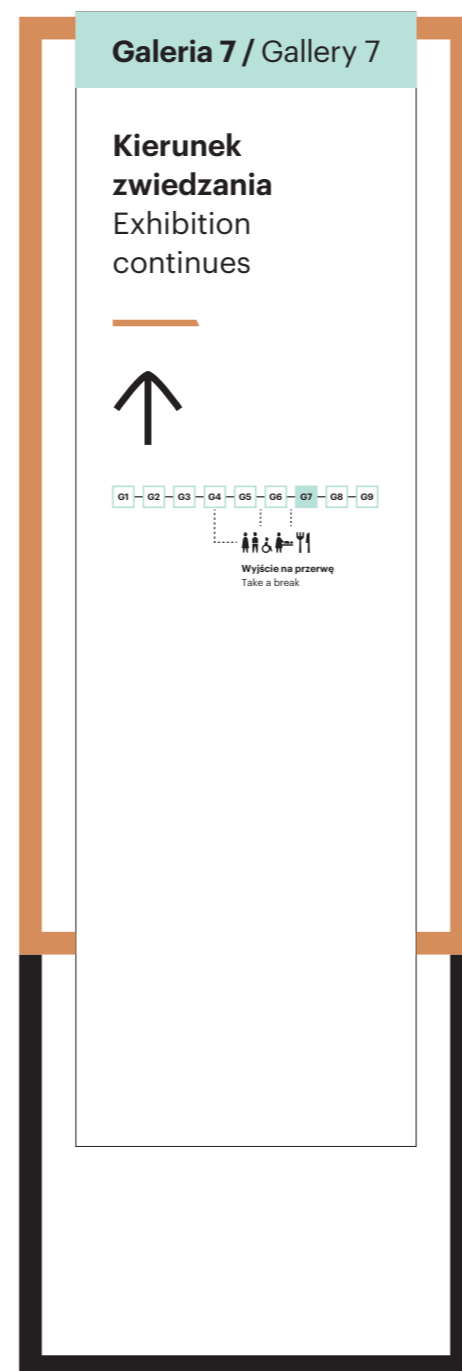 Galeria 7 / Gallery 7
Kierunek
zwiedzania
Exhibition
continues
G1 G2 G3 G4 G5 G6 G7 G8 G9
Wyjście na przerwę
Take a break